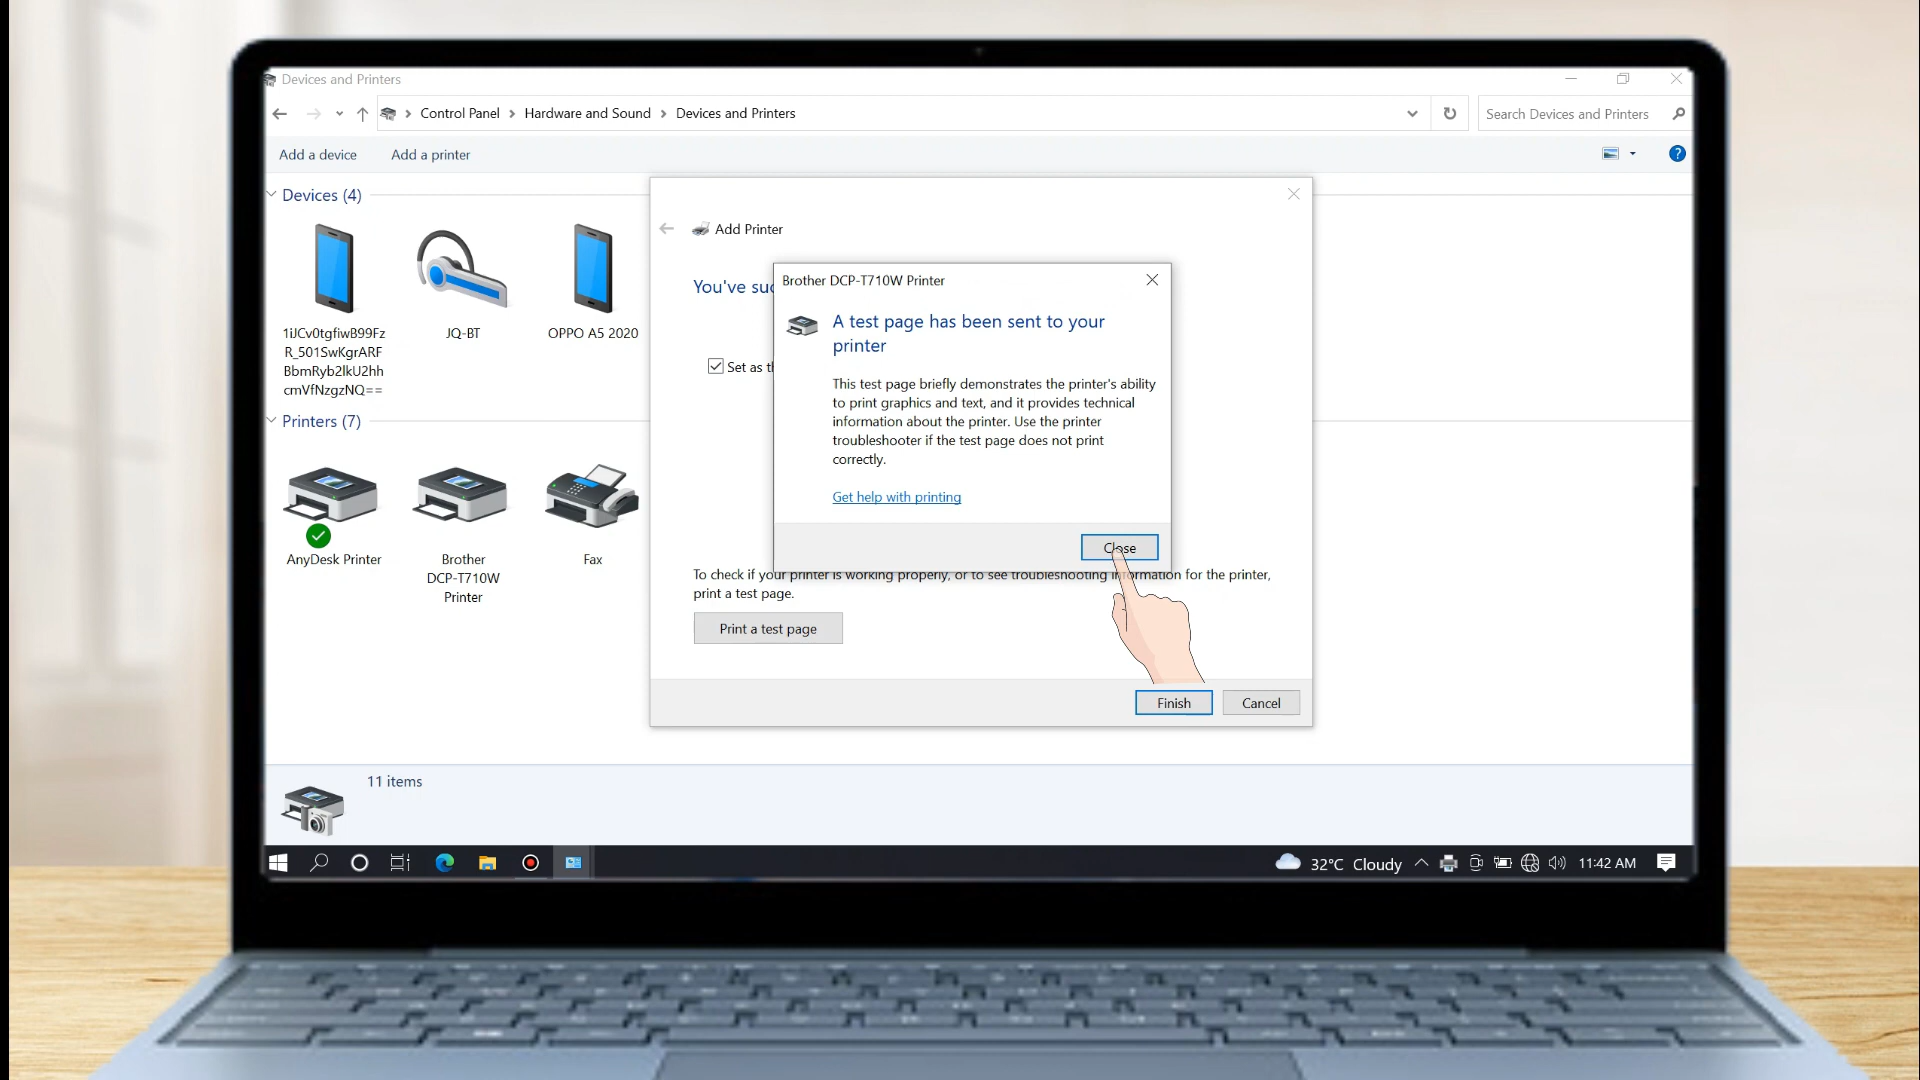 Devices and Printers
Control Panel > Hardware and Sound > Devices and Printers
Search Devices and Printers
Add a device
Add a printer
?
Devices (4)
1iJCv0tgfiwB99Fz
R_501SwKgrARF
BbmRyb2lkU2hh
cmVfNzgzNQ==
JQ-BT
OPPO A5 2020
Printers (7)
AnyDesk Printer
Brother
DCP-T710W
Printer
Fax
Add Printer
You've suc
Set as th
Brother DCP-T710W Printer
A test page has been sent to your
printer
This test page briefly demonstrates the printer's ability
to print graphics and text, and it provides technical
information about the printer. Use the printer
troubleshooter if the test page does not print
correctly.
Get help with printing
Close
To check if your printer is working properly, or to see troubleshooting information for the printer,
print a test page.
Print a test page
Finish
Cancel
11 items
32°C Cloudy
11:42 AM